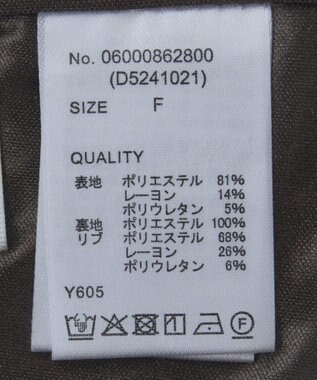 No. 06000862800
(D5241021)
SIZE F
QUALITY
表地 ポリエステル 81%
レーヨン 14%
ポリウレタン 5%
裏地 ポリエステル 100%
リブ ポリエステル 68%
レーヨン 26%
ポリウレタン 6%
Y605
F